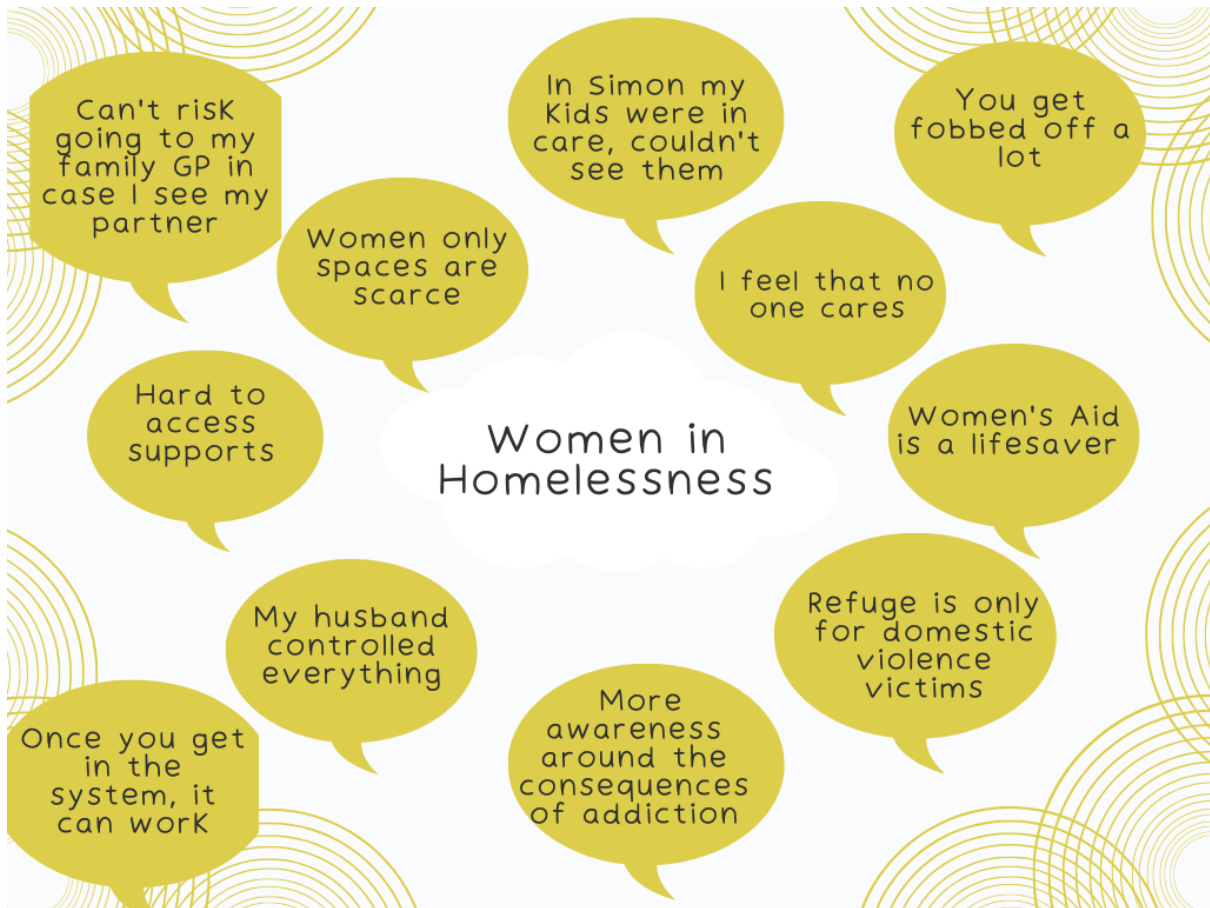 Can't risk
going to my
family GP in
case I see my
partner
In Simon my
Kids were in
care, couldn't
see them
You get
fobbed off a
lot
Women only
spaces are
scarce
I feel that no
one cares
Hard to
access
supports
Women in
Homelessness
Women's Aid
is a lifesaver
My husband
controlled
everything
Refuge is only
for domestic
violence
victims
Once you get
in the
system, it
can work
More
awareness
around the
consequences
of addiction